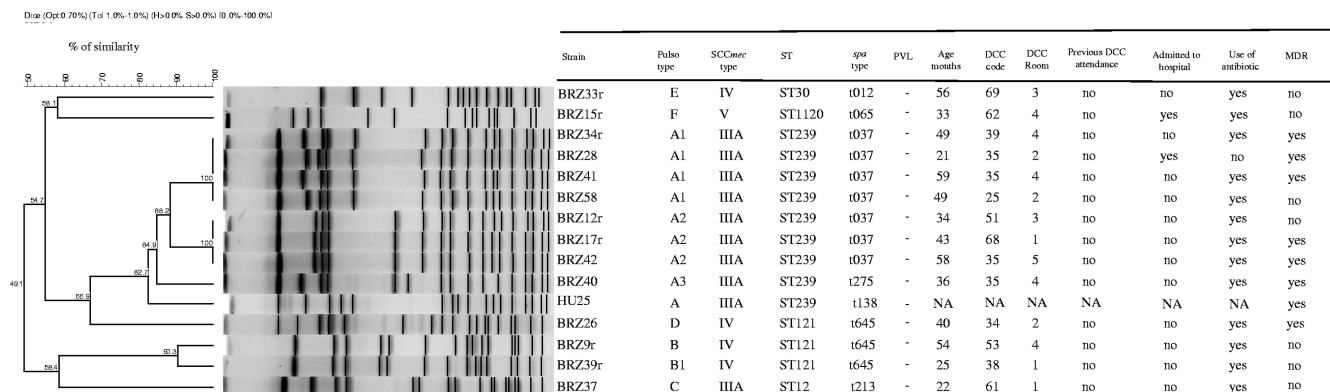 Dice (Opt:0.70%) (Tol 1.0%-1.0%) (H>0.0% S>0.0%) [0.0%-100.0%]
% of similarity
50 60 70 80 90 100
Strain Pulso type SCCmec type ST spa type PVL Age months DCC code DCC Room Previous DCC attendance Admitted to hospital Use of antibiotic MDR
BRZ33r E IV ST30 t012 - 56 69 3 no no yes no
BRZ15r F V ST1120 t065 - 33 62 4 no yes yes no
BRZ34r A1 IIIA ST239 t037 - 49 39 4 no no yes yes
BRZ28 A1 IIIA ST239 t037 - 21 35 2 no yes no yes
BRZ41 A1 IIIA ST239 t037 - 59 35 4 no no yes yes
BRZ58 A1 IIIA ST239 t037 - 49 25 2 no no yes no
BRZ12r A2 IIIA ST239 t037 - 34 51 3 no no yes no
BRZ17r A2 IIIA ST239 t037 - 43 68 1 no no yes yes
BRZ42 A2 IIIA ST239 t037 - 58 35 5 no no yes yes
BRZ40 A3 IIIA ST239 t275 - 36 35 4 no no yes yes
HU25 A IIIA ST239 t138 - NA NA NA NA NA NA yes
BRZ26 D IV ST121 t645 - 40 34 2 no no yes yes
BRZ9r B IV ST121 t645 - 54 53 4 no no yes no
BRZ39r B1 IV ST121 t645 - 25 38 1 no no yes no
BRZ37 C IIIA ST12 t213 - 22 61 1 no no yes no
58.1
100
54.7
88.2
84.9
100
82.7
49.1
66.9
90.3
58.4